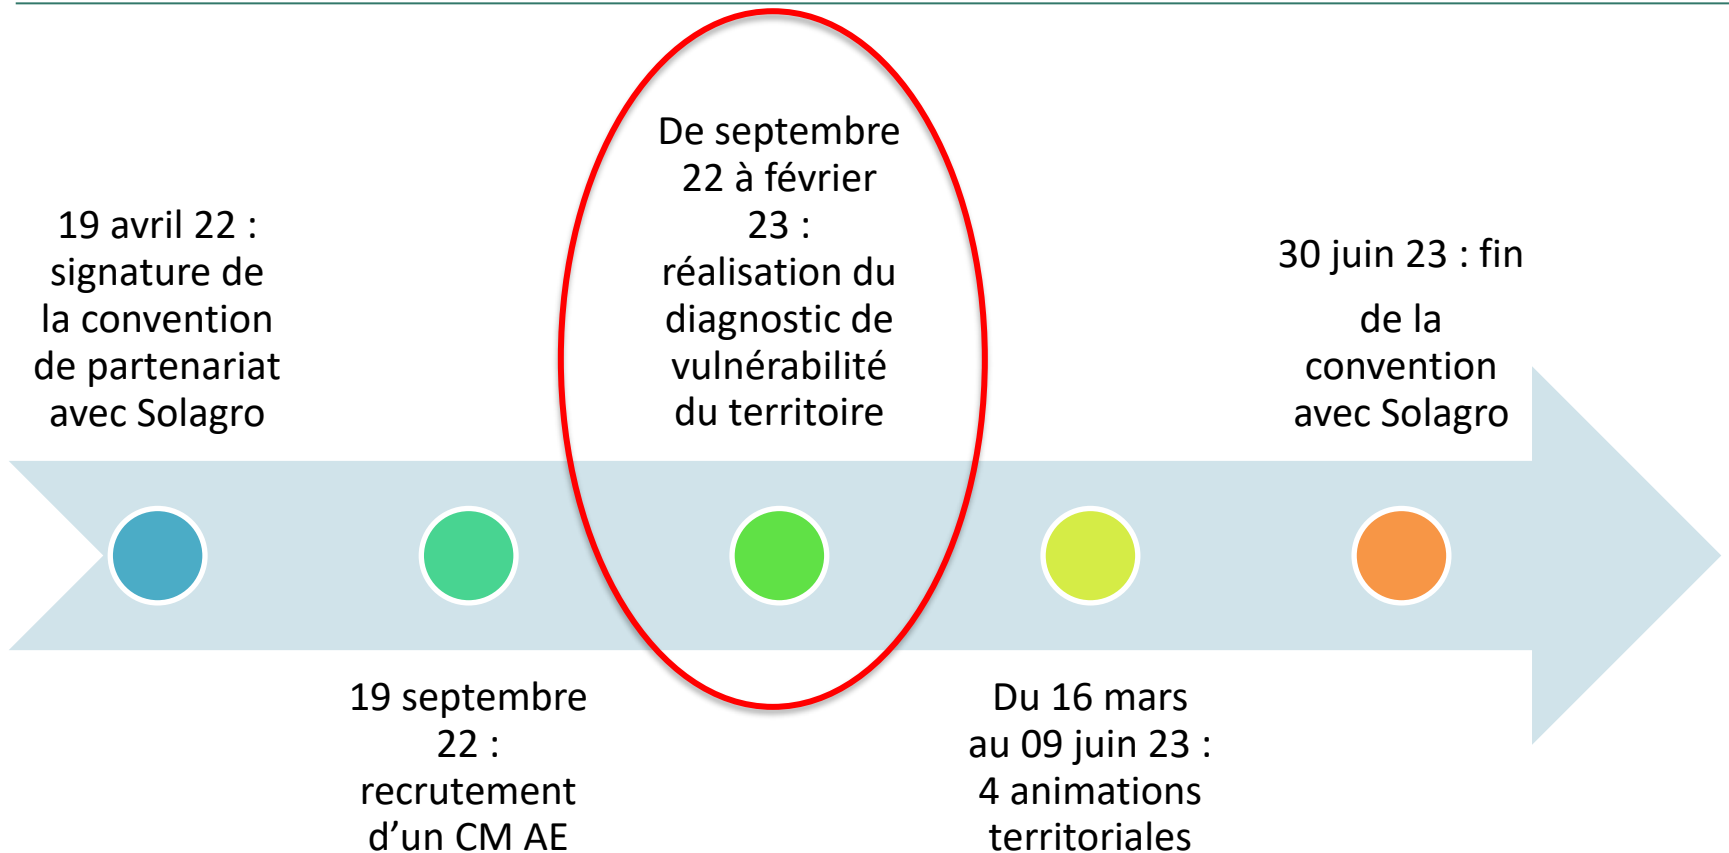 19 avril 22 :
signature de
la convention
de partenariat
avec Solagro
19 septembre
22 :
recrutement
d’un CM AE
De septembre
22 à février
23 :
réalisation du
diagnostic de
vulnérabilité
du territoire
Du 16 mars
au 09 juin 23 :
4 animations
territoriales
30 juin 23 : fin
de la
convention
avec Solagro